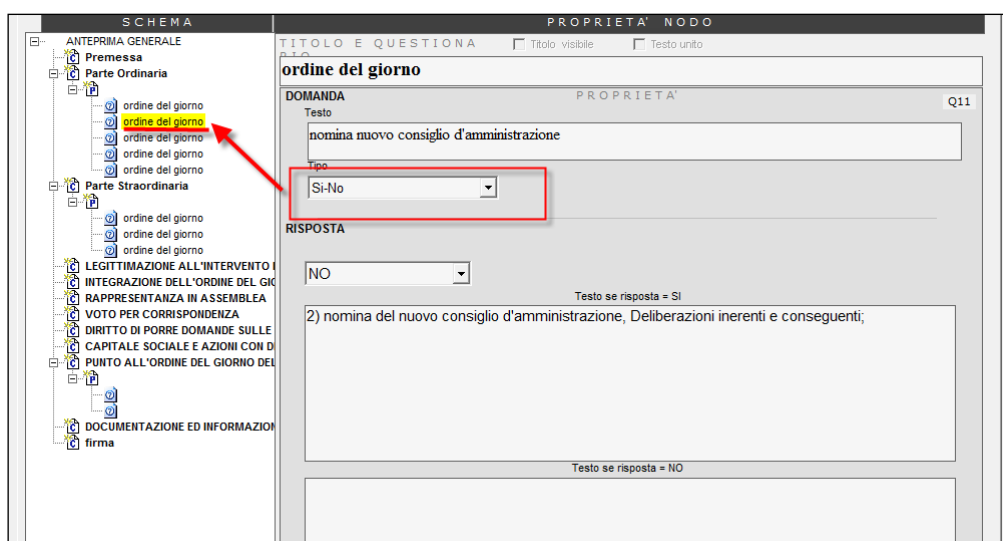 SCHEMA
PROPRIETA' NODO
ANTEPRIMA GENERALE
Premessa
Parte Ordinaria
P
ordine del giorno
ordine del giorno
ordine del giorno
ordine del giorno
ordine del giorno
Parte Straordinaria
P
ordine del giorno
ordine del giorno
ordine del giorno
LEGITTIMAZIONE ALL'INTERVENTO
INTEGRAZIONE DELL'ORDINE DEL GIO
RAPPRESENTANZA IN ASSEMBLEA
VOTO PER CORRISPONDENZA
DIRITTO DI PORRE DOMANDE SULLE
CAPITALE SOCIALE E AZIONI CON D
PUNTO ALL'ORDINE DEL GIORNO DEL
P
DOCUMENTAZIONE ED INFORMAZION
firma
TITOLO E QUESTIONA
RIO
Titolo visibile
Testo unito
ordine del giorno
DOMANDA
PROPRIETA'
Q11
Testo
nomina nuovo consiglio d'amministrazione
Tipo
Si-No
RISPOSTA
NO
Testo se risposta = SI
2) nomina del nuovo consiglio d'amministrazione, Deliberazioni inerenti e conseguenti;
Testo se risposta = NO